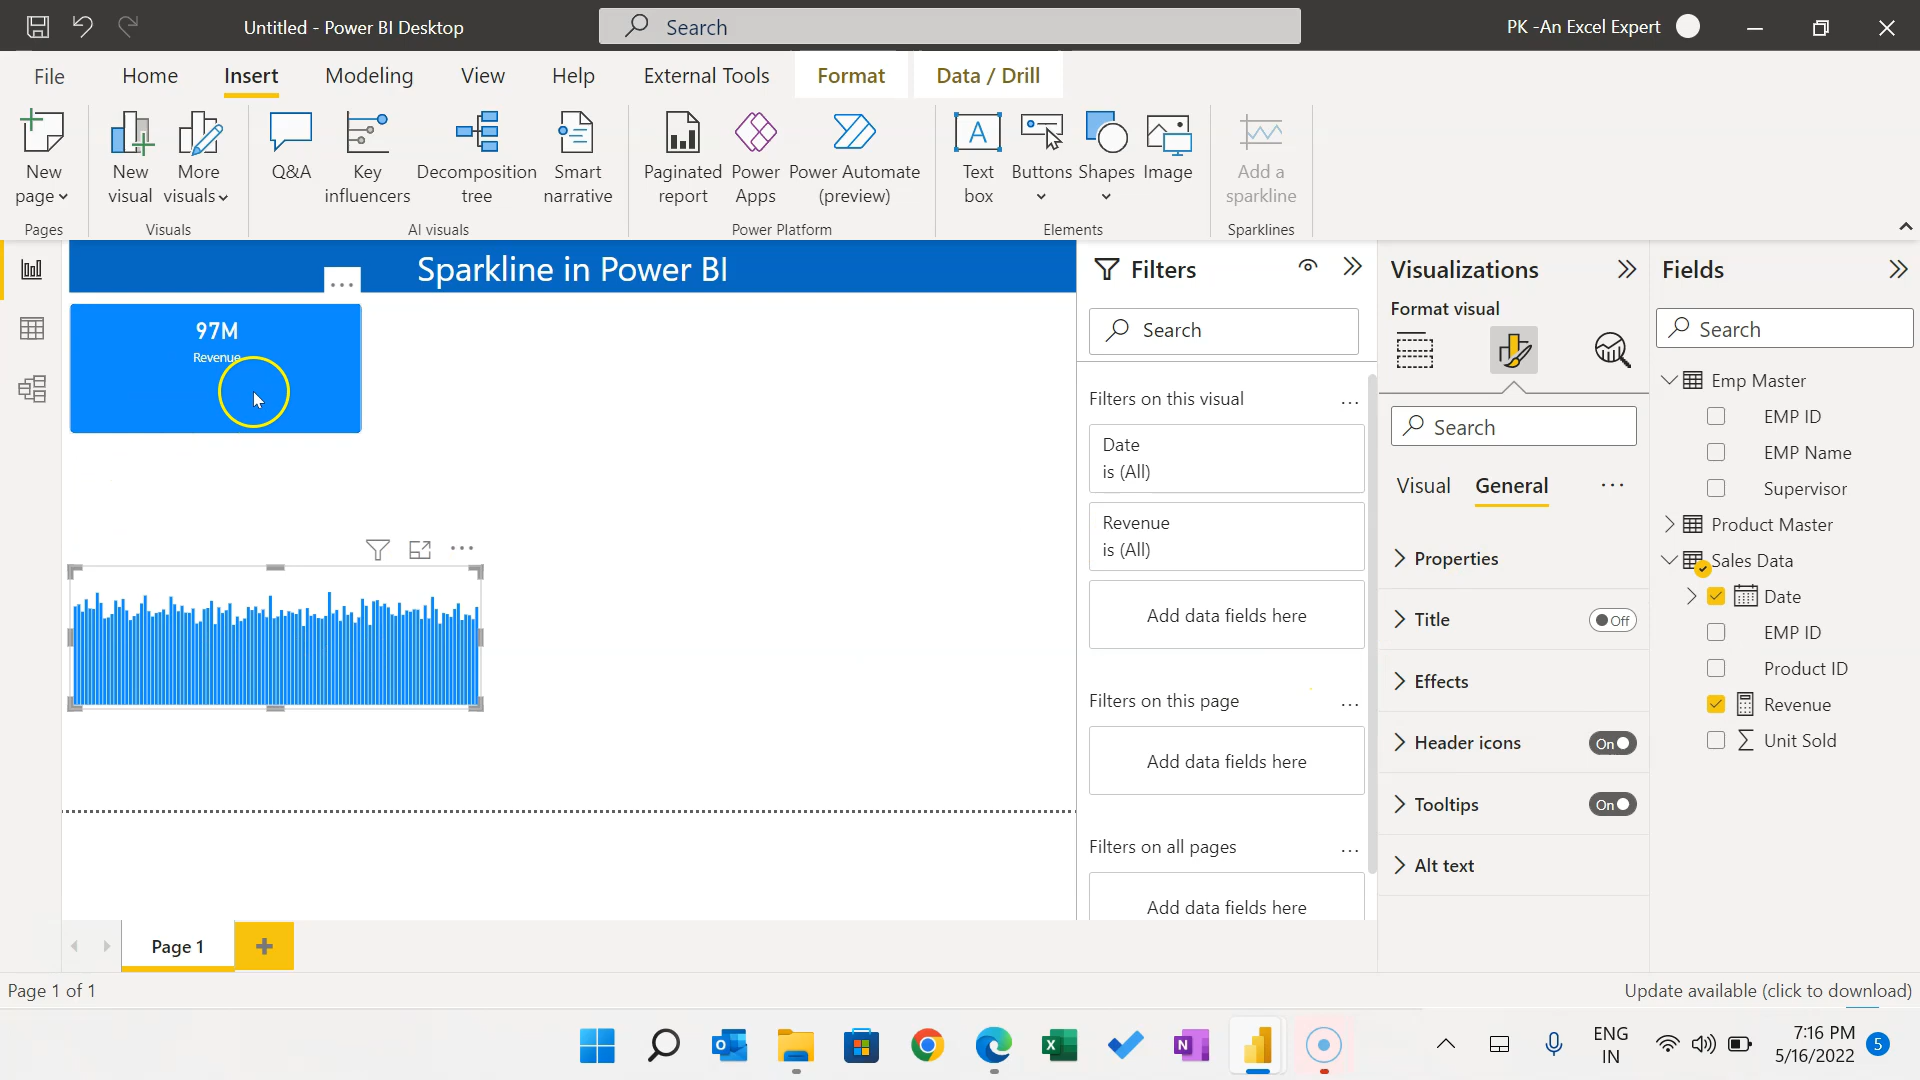 Untitled - Power BI Desktop
Search
PK -An Excel Expert
File
Home
Insert
Modeling
View
Help
External Tools
Format
Data / Drill
New page
New visual
More visuals
Q&A
Key influencers
Decomposition tree
Smart narrative
Paginated report
Power Apps
Power Automate (preview)
Text box
Buttons
Shapes
Image
Add a sparkline
Pages
Visuals
AI visuals
Power Platform
Elements
Sparklines
Sparkline in Power BI
97M
Revenue
Filters
Search
Filters on this visual
Date
is (All)
Revenue
is (All)
Add data fields here
Filters on this page
Add data fields here
Filters on all pages
Add data fields here
Visualizations
Format visual
Search
Visual
General
Properties
Title
Off
Effects
Header icons
On
Tooltips
On
Alt text
Fields
Search
Emp Master
EMP ID
EMP Name
Supervisor
Product Master
Sales Data
Date
EMP ID
Product ID
Revenue
Unit Sold
Page 1
Page 1 of 1
Update available (click to download)
ENG
IN
7:16 PM
5/16/2022
5